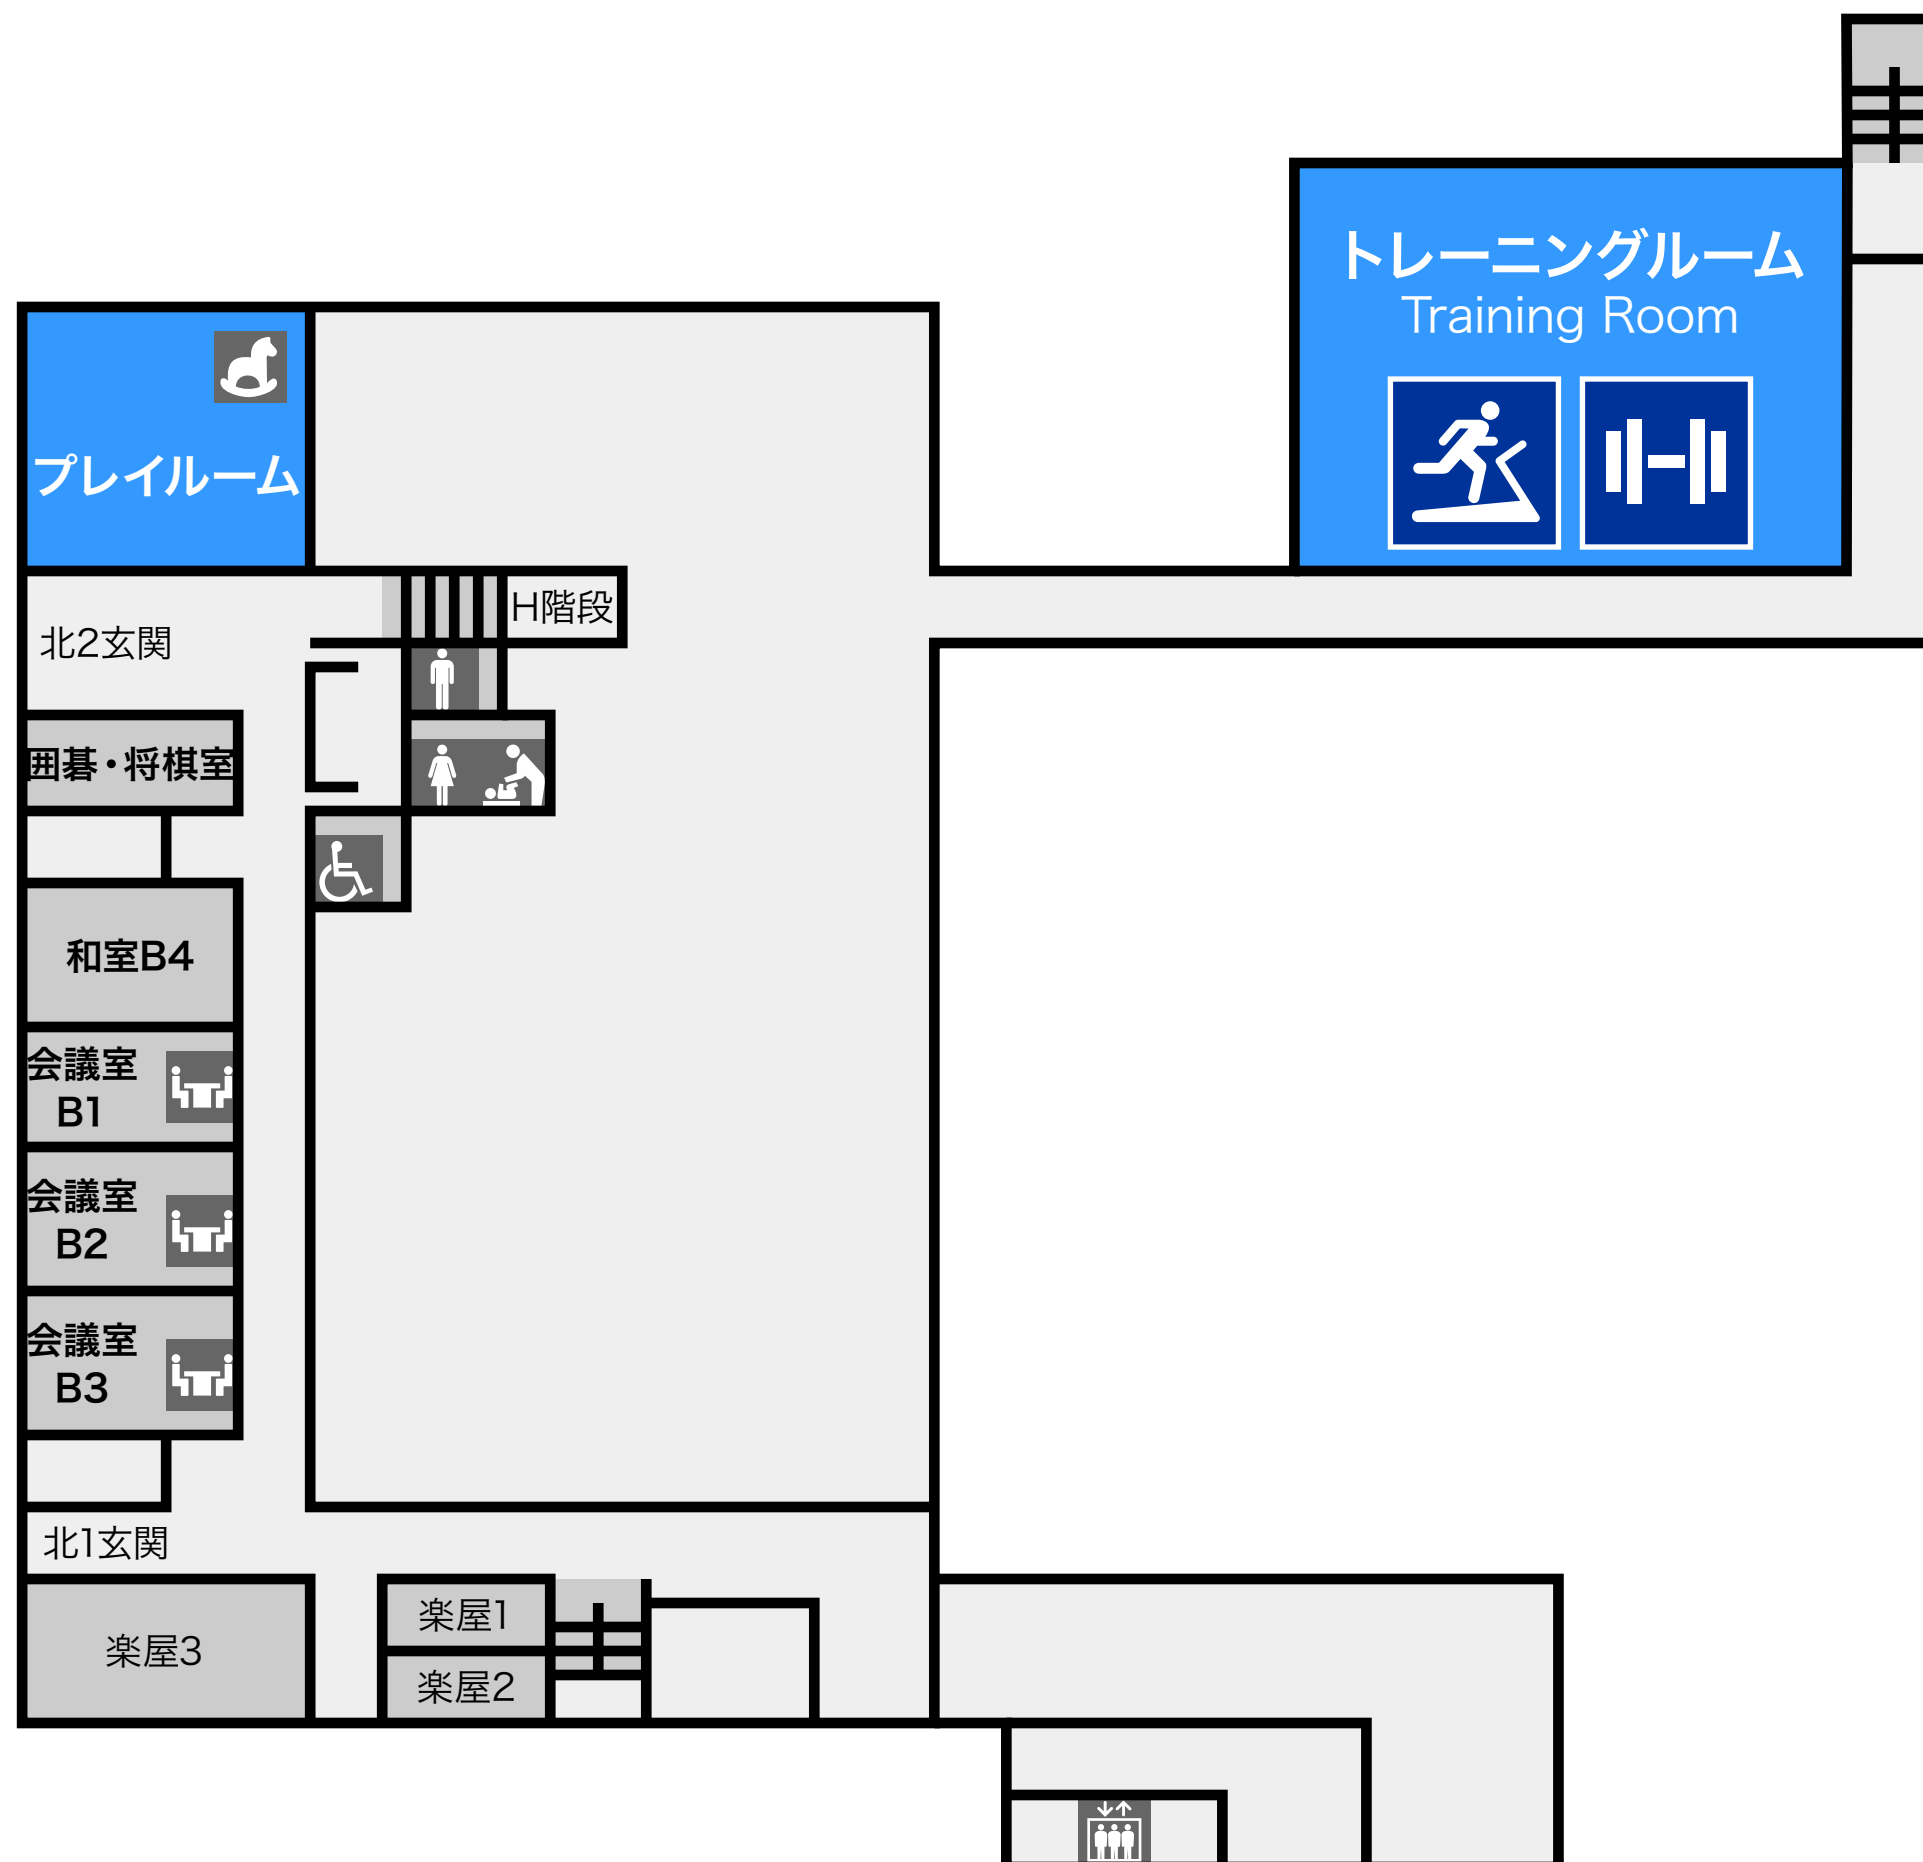 トレーニングルーム
Training Room
プレイルーム
H階段
北2玄関
囲碁・将棋室
和室B4
会議室
B1
会議室
B2
会議室
B3
北1玄関
楽屋1
楽屋3
楽屋2